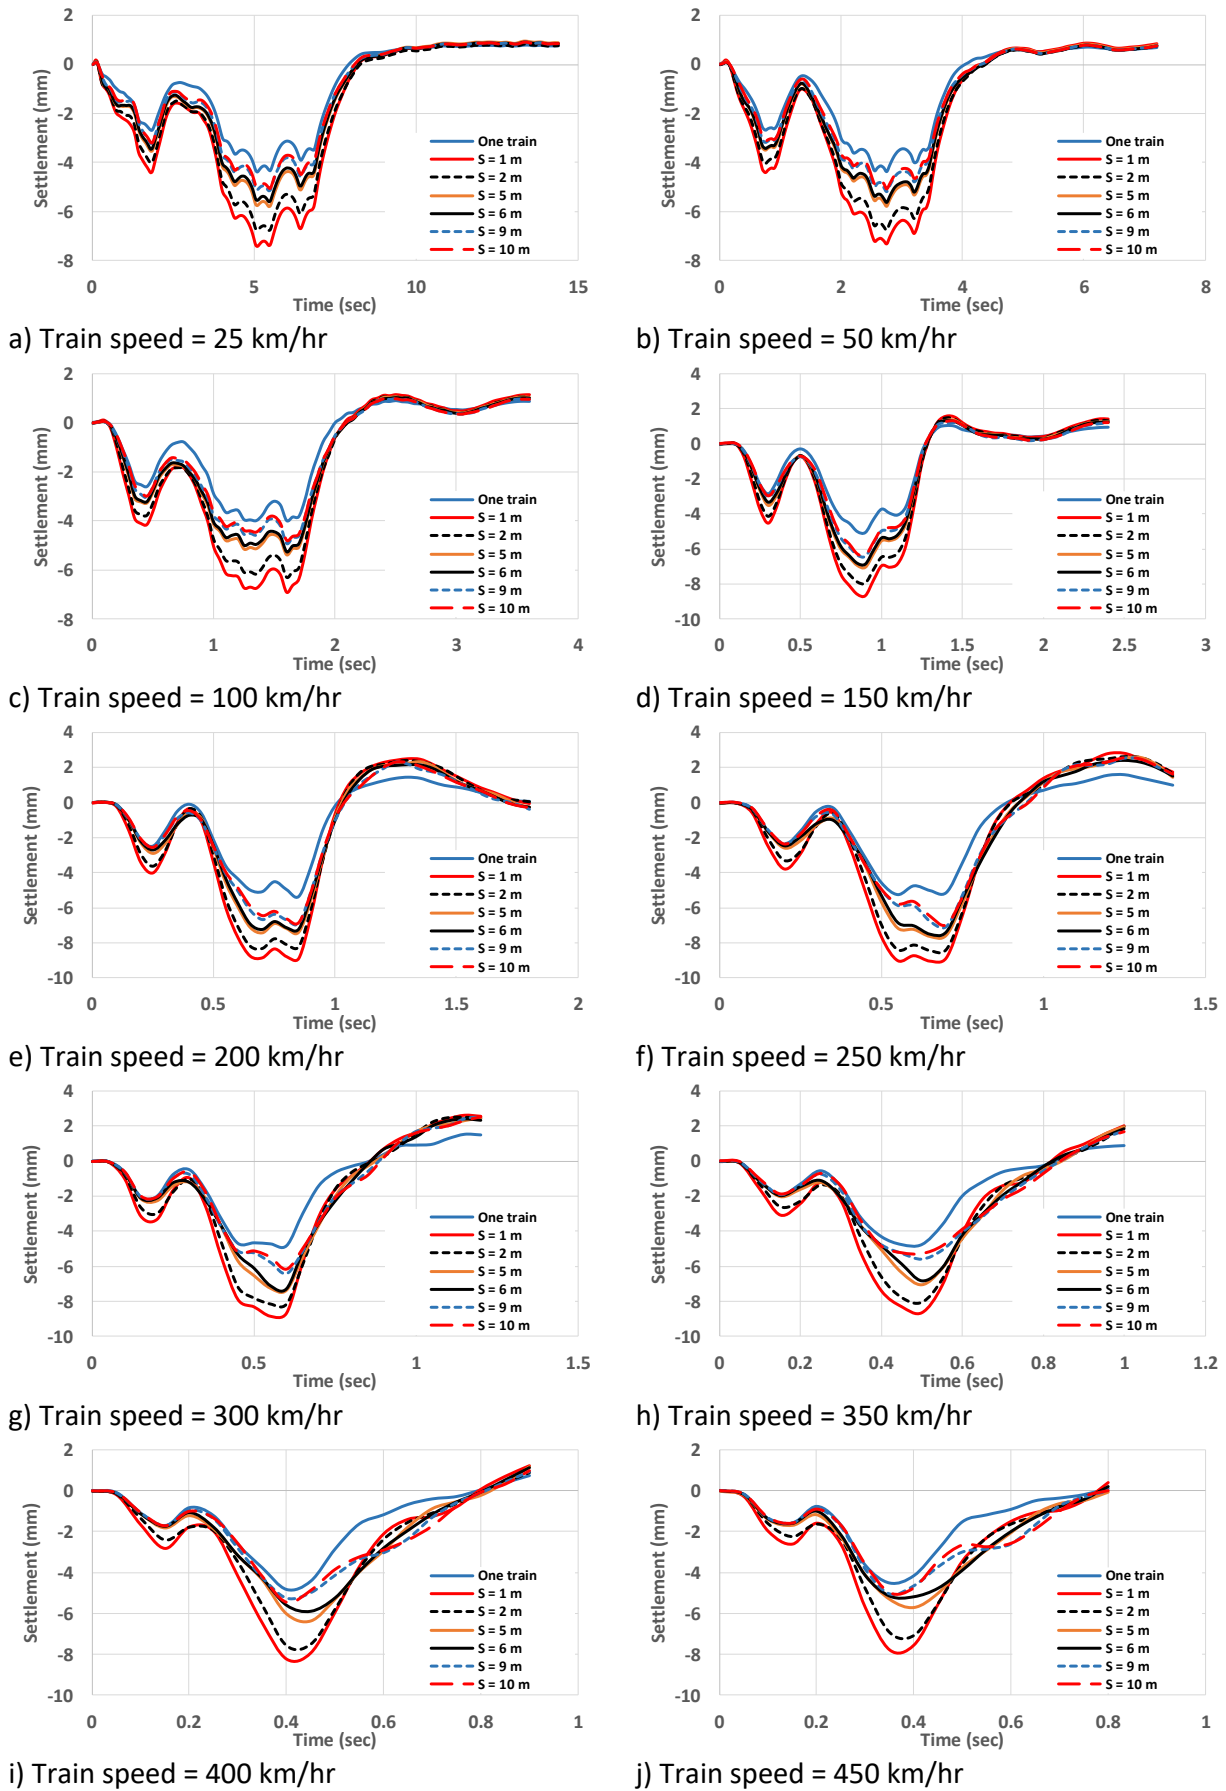 2
0
-2
-4
-6
-8
Settlement (mm)
0 5 10 15
Time (sec)
One train
S = 1 m
S = 2 m
S = 5 m
S = 6 m
S = 9 m
S = 10 m
a) Train speed = 25 km/hr
2
0
-2
-4
-6
-8
Settlement (mm)
0 2 4 6 8
Time (sec)
One train
S = 1 m
S = 2 m
S = 5 m
S = 6 m
S = 9 m
S = 10 m
b) Train speed = 50 km/hr
2
0
-2
-4
-6
-8
Settlement (mm)
0 1 2 3 4
Time (sec)
One train
S = 1 m
S = 2 m
S = 5 m
S = 6 m
S = 9 m
S = 10 m
c) Train speed = 100 km/hr
4
2
0
-2
-4
-6
-8
-10
Settlement (mm)
0 0.5 1 1.5 2 2.5 3
Time (sec)
One train
S = 1 m
S = 2 m
S = 5 m
S = 6 m
S = 9 m
S = 10 m
d) Train speed = 150 km/hr
4
2
0
-2
-4
-6
-8
-10
Settlement (mm)
0 0.5 1 1.5 2
Time (sec)
One train
S = 1 m
S = 2 m
S = 5 m
S = 6 m
S = 9 m
S = 10 m
e) Train speed = 200 km/hr
4
2
0
-2
-4
-6
-8
-10
Settlement (mm)
0 0.5 1 1.5
Time (sec)
One train
S = 1 m
S = 2 m
S = 5 m
S = 6 m
S = 9 m
S = 10 m
f) Train speed = 250 km/hr
4
2
0
-2
-4
-6
-8
-10
Settlement (mm)
0 0.5 1 1.5
Time (sec)
One train
S = 1 m
S = 2 m
S = 5 m
S = 6 m
S = 9 m
S = 10 m
g) Train speed = 300 km/hr
4
2
0
-2
-4
-6
-8
-10
Settlement (mm)
0 0.2 0.4 0.6 0.8 1 1.2
Time (sec)
One train
S = 1 m
S = 2 m
S = 5 m
S = 6 m
S = 9 m
S = 10 m
h) Train speed = 350 km/hr
2
0
-2
-4
-6
-8
-10
Settlement (mm)
0 0.2 0.4 0.6 0.8 1
Time (sec)
One train
S = 1 m
S = 2 m
S = 5 m
S = 6 m
S = 9 m
S = 10 m
i) Train speed = 400 km/hr
2
0
-2
-4
-6
-8
-10
Settlement (mm)
0 0.2 0.4 0.6 0.8 1
Time (sec)
One train
S = 1 m
S = 2 m
S = 5 m
S = 6 m
S = 9 m
S = 10 m
j) Train speed = 450 km/hr